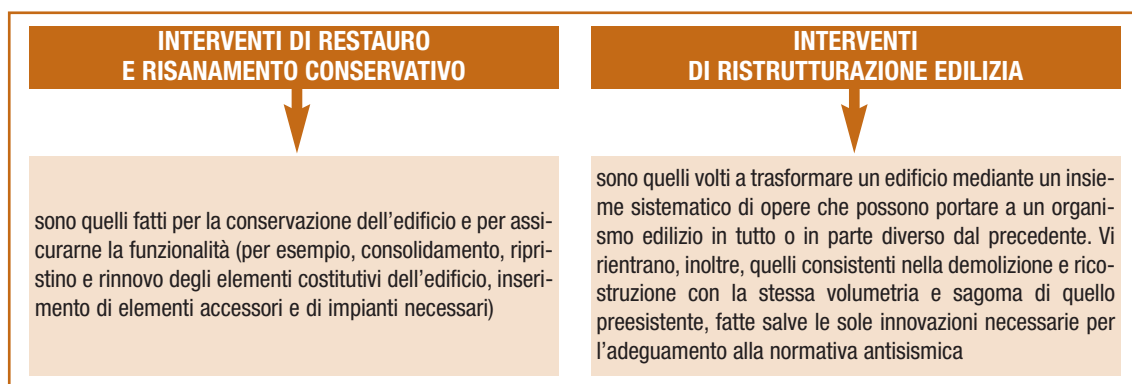 INTERVENTI DI RESTAURO
E RISANAMENTO CONSERVATIVO
sono quelli fatti per la conservazione dell'edificio e per assi-
curarne la funzionalità (per esempio, consolidamento, ripri-
stino e rinnovo degli elementi costitutivi dell'edificio, inseri-
mento di elementi accessori e di impianti necessari)
INTERVENTI
DI RISTRUTTURAZIONE EDILIZIA
sono quelli volti a trasformare un edificio mediante un insie-
me sistematico di opere che possono portare a un organi-
smo edilizio in tutto o in parte diverso dal precedente. Vi
rientrano, inoltre, quelli consistenti nella demolizione e rico-
struzione con la stessa volumetria e sagoma di quello
preesistente, fatte salve le sole innovazioni necessarie per
l'adeguamento alla normativa antisismica